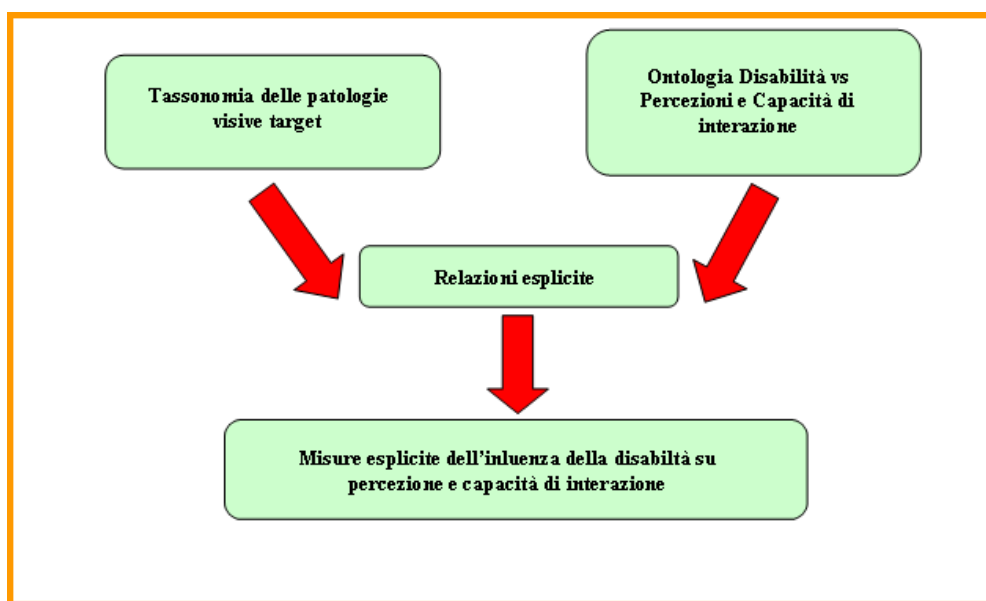 Tassonomia delle patologie
visive target
Ontologia Disabilità vs
Percezioni e Capacità di
interazione
Relazioni esplicite
Misure esplicite dell'inluenza della disabiltà su
percezione e capacità di interazione